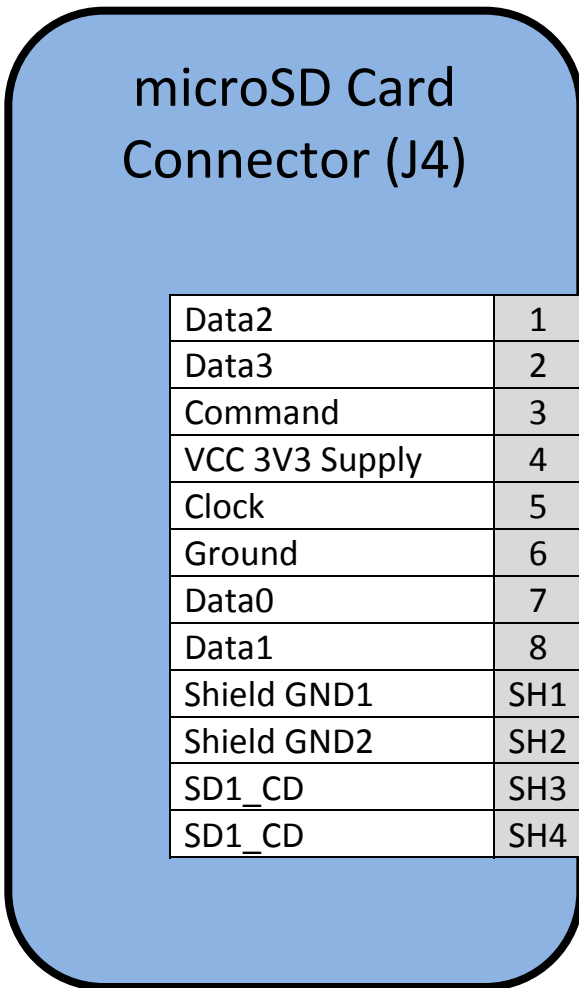 microSD Card
Connector (J4)
Data2 1
Data3 2
Command 3
VCC 3V3 Supply 4
Clock 5
Ground 6
Data0 7
Data1 8
Shield GND1 SH1
Shield GND2 SH2
SD1_CD SH3
SD1_CD SH4